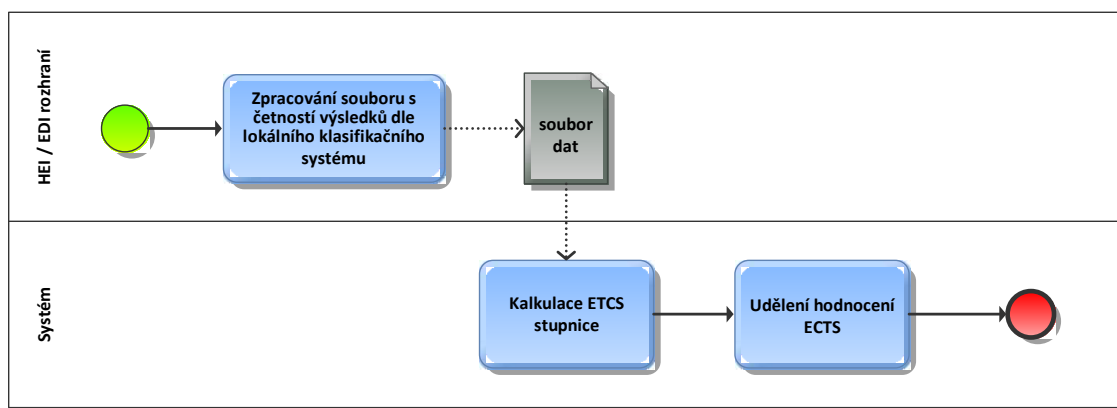 HEI / EDI rozhraní
Zpracování souboru s
četností výsledků dle
lokálního klasifikačního
systému
soubor
dat
Systém
Kalkulace ETCS
stupnice
Udělení hodnocení
ECTS